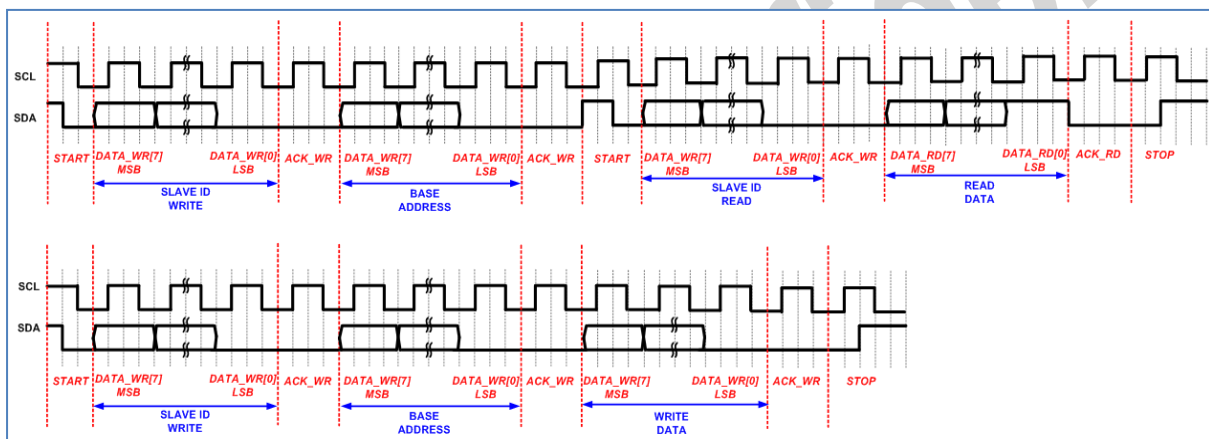 SCL
SDA
START DATA_WR[7] DATA_WR[0] ACK_WR DATA_WR[7] DATA_WR[0] ACK_WR START DATA_WR[7] DATA_WR[0] ACK_WR DATA_RD[7] DATA_RD[0] ACK_RD STOP
MSB LSB MSB LSB MSB LSB MSB LSB
SLAVE ID BASE SLAVE ID READ
WRITE ADDRESS READ DATA
SCL
SDA
START DATA_WR[7] DATA_WR[0] ACK_WR DATA_WR[7] DATA_WR[0] ACK_WR DATA_WR[7] DATA_WR[0] ACK_WR STOP
MSB LSB MSB LSB MSB LSB
SLAVE ID BASE WRITE
WRITE ADDRESS DATA